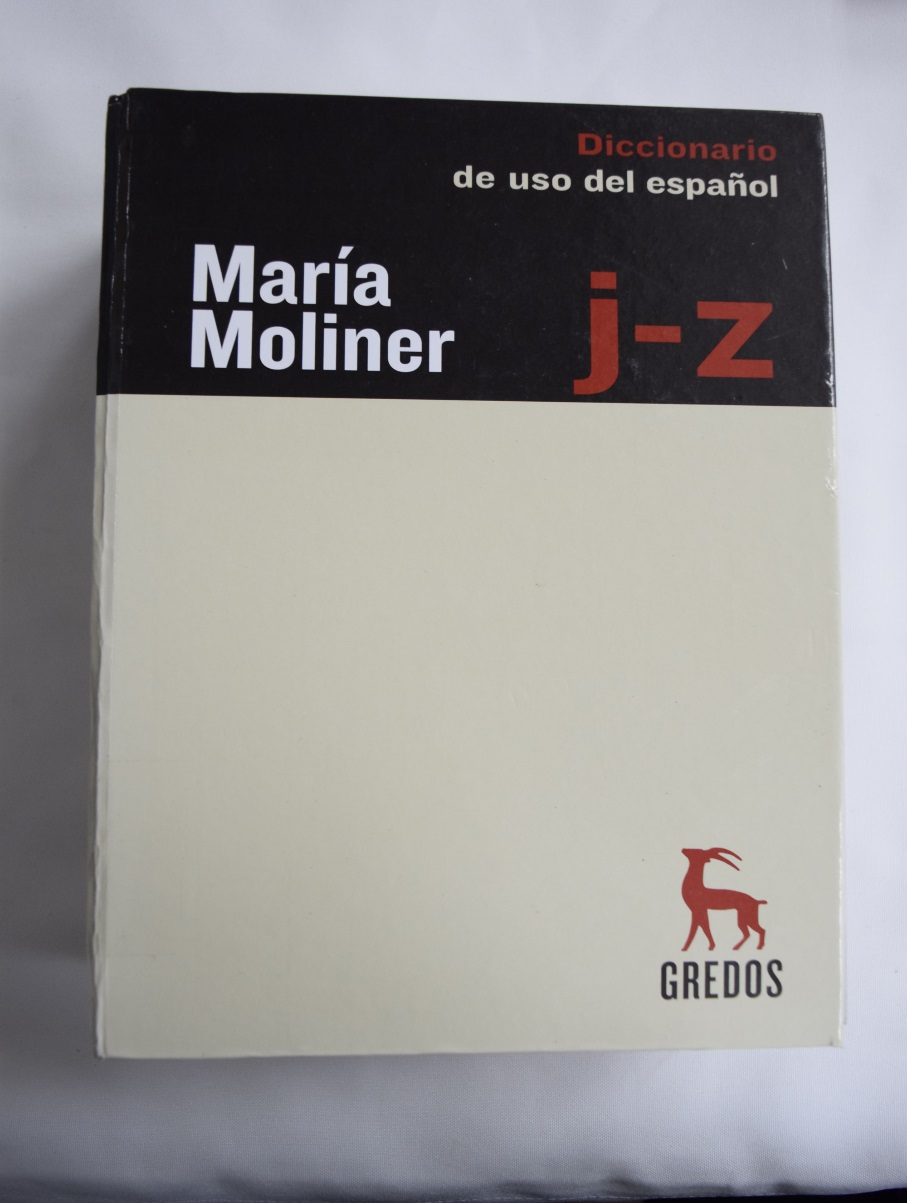 Diccionario
de uso del español
María
Moliner
j-z
GREDOS